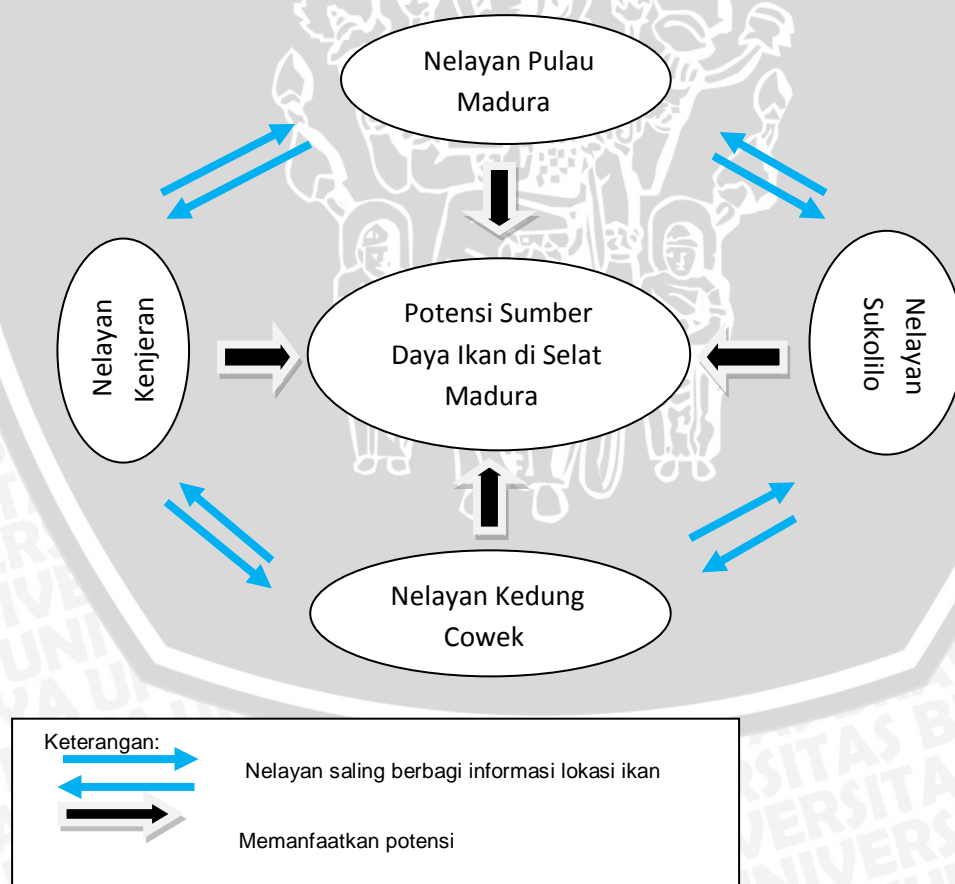 Nelayan Pulau
Madura
Nelayan
Kenjeran
Potensi Sumber
Daya Ikan di Selat
Madura
Nelayan
Sukolilo
Nelayan Kedung
Cowek
Keterangan:
Nelayan saling berbagi informasi lokasi ikan
Memanfaatkan potensi